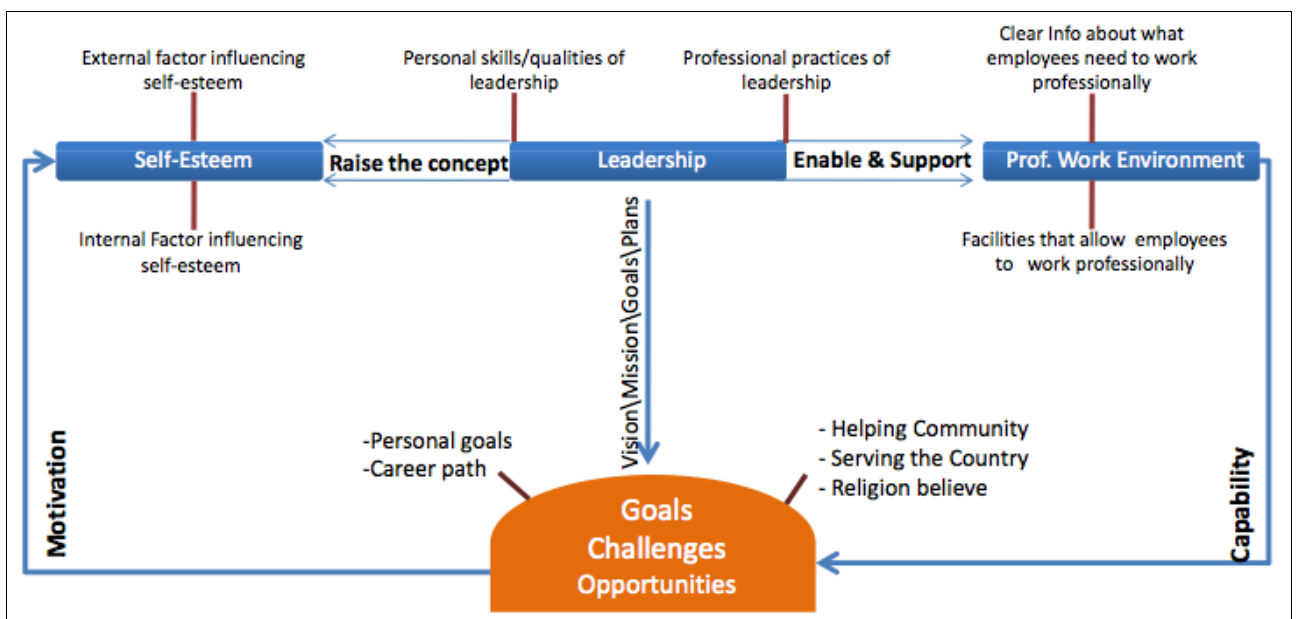 External factor influencing
self-esteem
Personal skills/qualities of
leadership
Professional practices of
leadership
Clear Info about what
employees need to work
professionally
Self-Esteem
Raise the concept
Leadership
Enable & Support
Prof. Work Environment
Internal Factor influencing
self-esteem
Facilities that allow employees
to work professionally
Vision\Mission\Goals\Plans
-Personal goals
-Career path
- Helping Community
- Serving the Country
- Religion believe
Motivation
Capability
Goals
Challenges
Opportunities